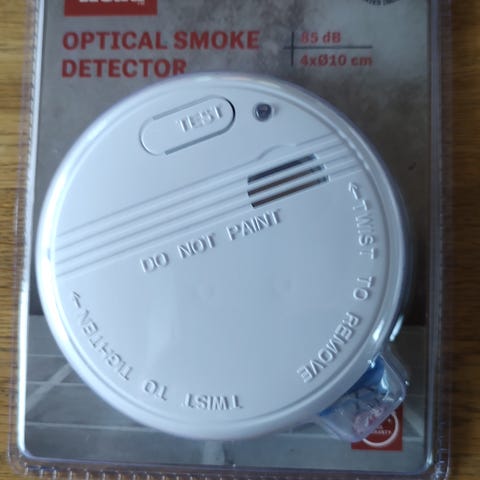 OPTICAL SMOKE
DETECTOR
85 dB
4xØ10 cm
TEST
DO NOT PAINT
←TWIST TO REMOVE
TWIST TO TIGHTEN→